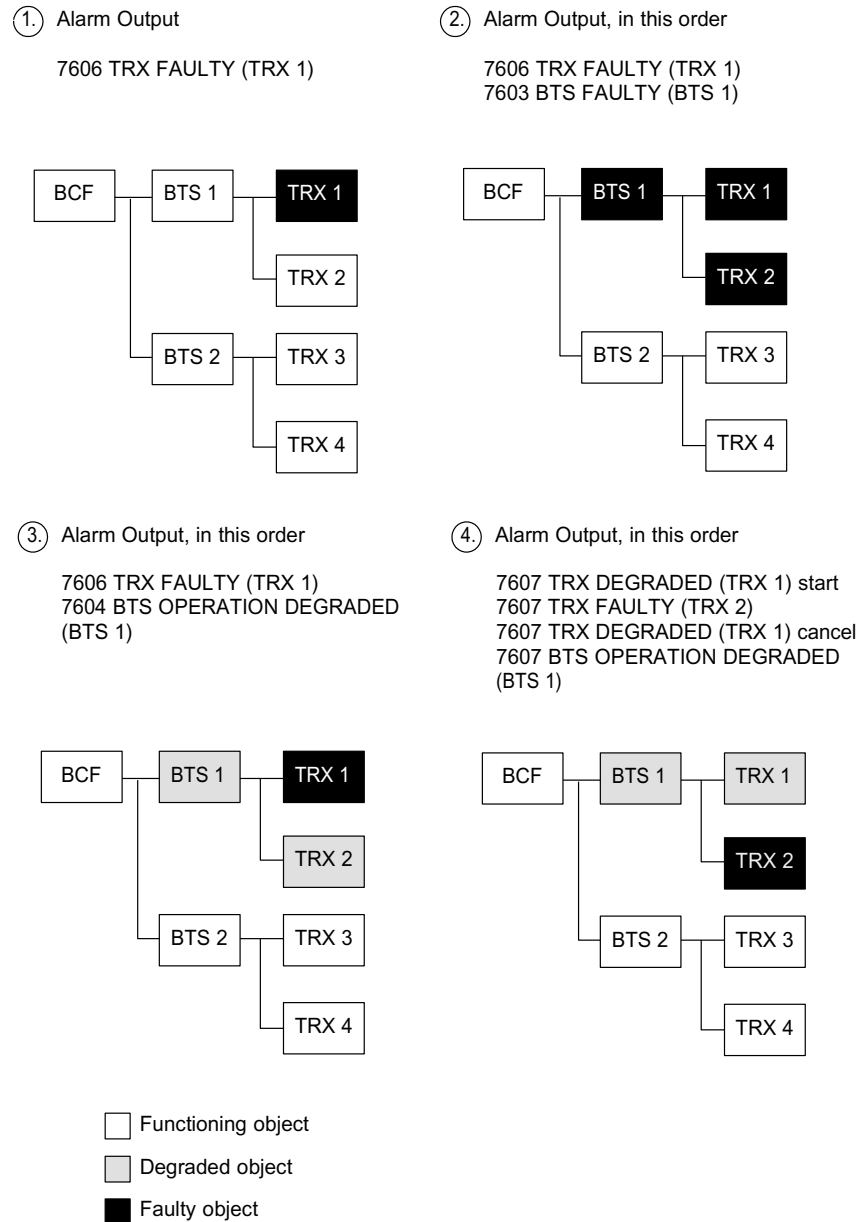 1. Alarm Output
7606 TRX FAULTY (TRX 1)
BCF
BTS 1
TRX 1
TRX 2
BTS 2
TRX 3
TRX 4
2. Alarm Output, in this order
7606 TRX FAULTY (TRX 1)
7603 BTS FAULTY (BTS 1)
BCF
BTS 1
TRX 1
TRX 2
BTS 2
TRX 3
TRX 4
3. Alarm Output, in this order
7606 TRX FAULTY (TRX 1)
7604 BTS OPERATION DEGRADED
(BTS 1)
BCF
BTS 1
TRX 1
TRX 2
BTS 2
TRX 3
TRX 4
4. Alarm Output, in this order
7607 TRX DEGRADED (TRX 1) start
7607 TRX FAULTY (TRX 2)
7607 TRX DEGRADED (TRX 1) cancel
7607 BTS OPERATION DEGRADED
(BTS 1)
BCF
BTS 1
TRX 1
TRX 2
BTS 2
TRX 3
TRX 4
Functioning object
Degraded object
Faulty object